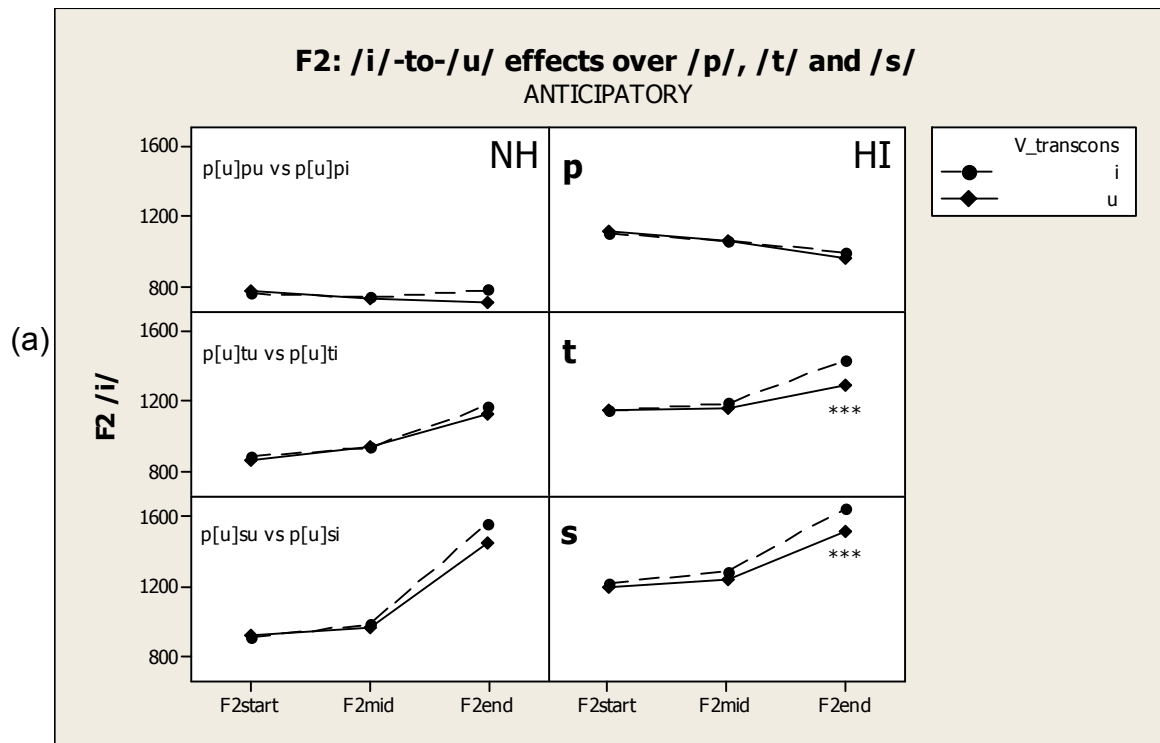 F2: /i/-to-/u/ effects over /p/, /t/ and /s/
ANTICIPATORY
(a)
F2 /i/
1600
1200
800
p[u]pu vs p[u]pi
NH
p
HI
1600
1200
800
p[u]tu vs p[u]ti
t
***
1600
1200
800
p[u]su vs p[u]si
s
***
F2start F2mid F2end F2start F2mid F2end
V_transcons
i
u